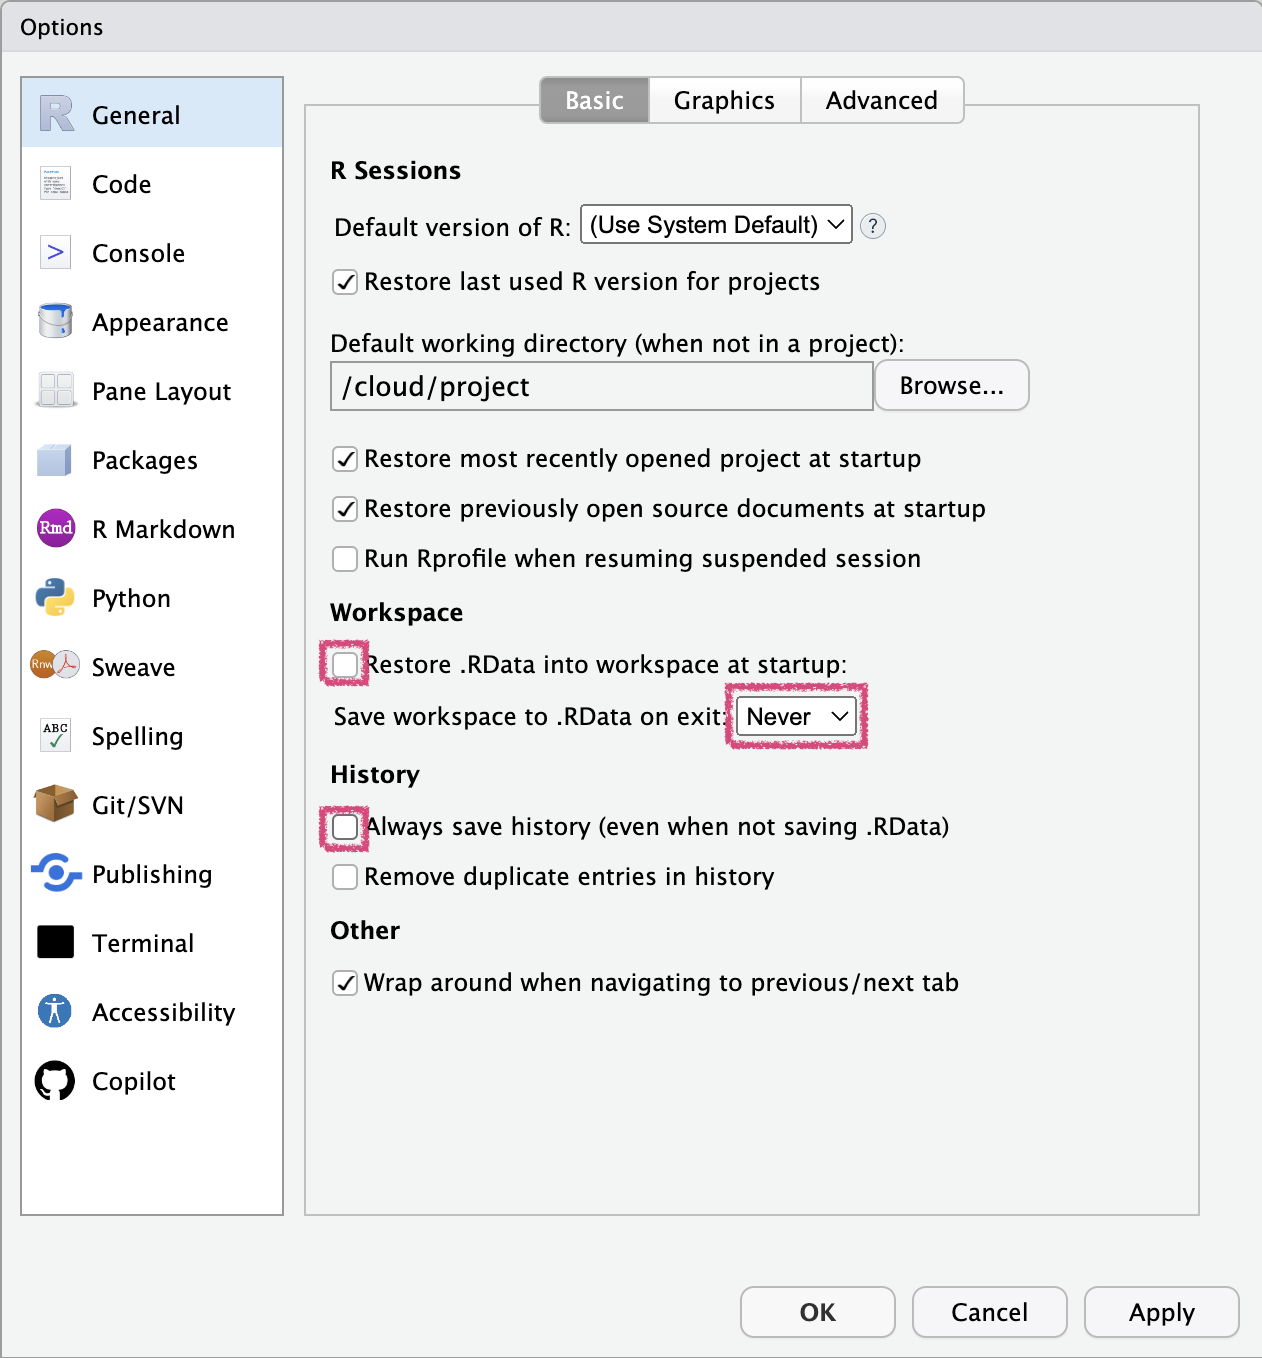 Options
General
Code
Console
Appearance
Pane Layout
Packages
Rmd
R Markdown
Python
Rnw
Sweave
ABC
Spelling
Git/SVN
Publishing
Terminal
Accessibility
Copilot
Basic
Graphics
Advanced
R Sessions
Default version of R: (Use System Default) ?
Restore last used R version for projects
Default working directory (when not in a project):
/cloud/project Browse...
Restore most recently opened project at startup
Restore previously open source documents at startup
Run Rprofile when resuming suspended session
Workspace
Restore .RData into workspace at startup:
Save workspace to .RData on exit: Never
History
Always save history (even when not saving .RData)
Remove duplicate entries in history
Other
Wrap around when navigating to previous/next tab
OK
Cancel
Apply